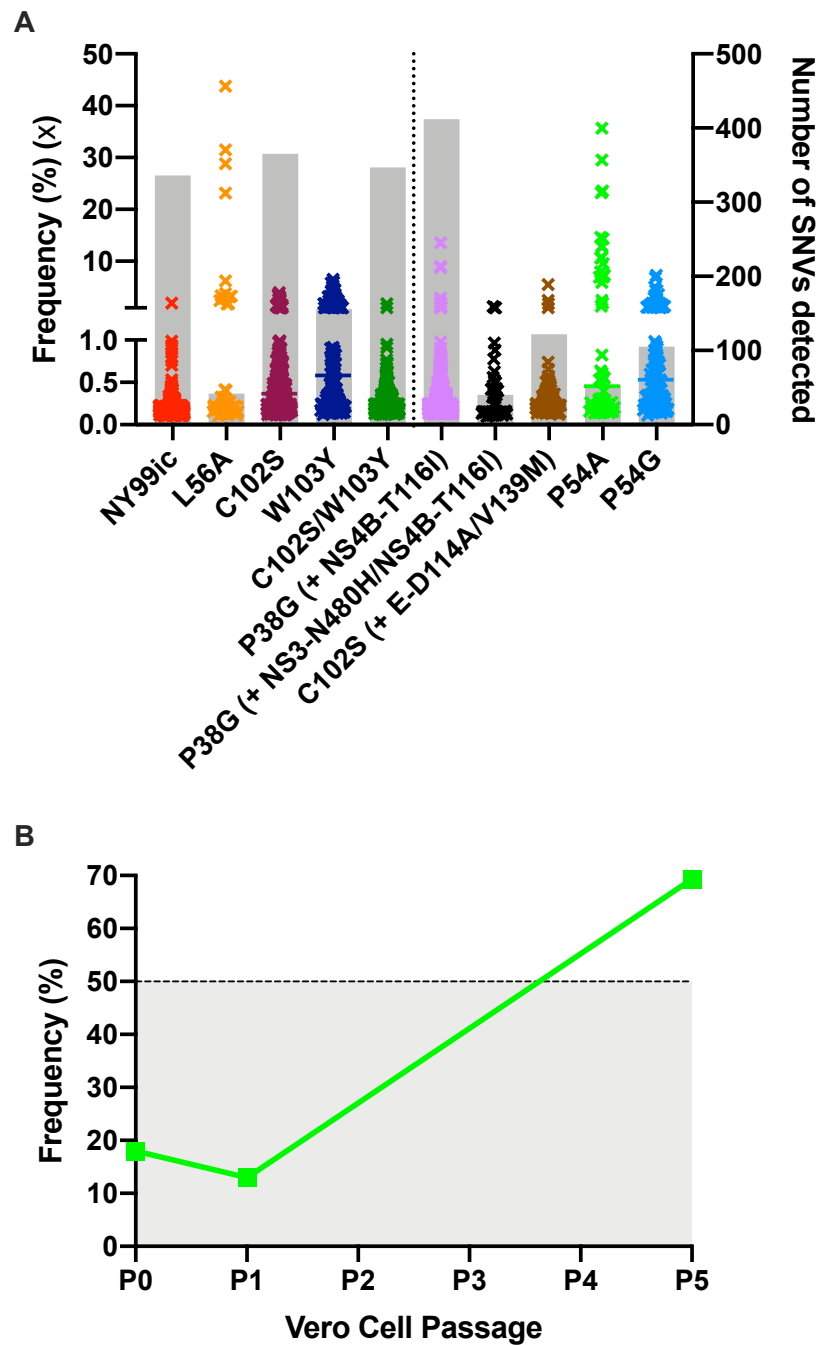 A
Frequency (%) (x)
50
40
30
20
10
1.0
0.5
0.0
500
400
300
200
100
0
Number of SNVs detected
NY99ic
L56A
C102S
W103Y
C102S/W103Y
P38G (+ NS4B-T116I)
P38G (+ NS3-N480H/NS4B-T116I)
C102S (+ E-D114A/V139M)
P54A
P54G
B
Frequency (%)
70
60
50
40
30
20
10
0
P0 P1 P2 P3 P4 P5
Vero Cell Passage